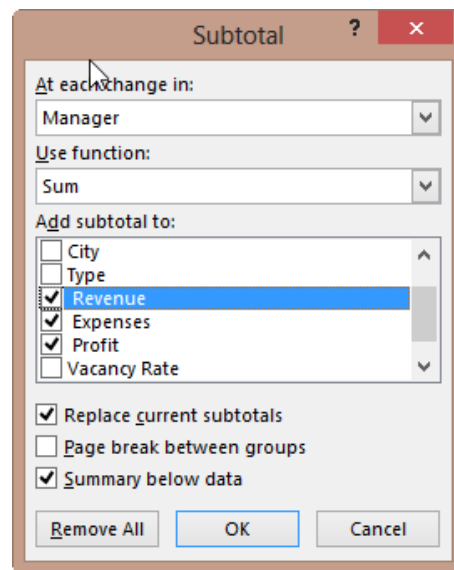 Subtotal ? ×
At each change in:
Manager
Use function:
Sum
Add subtotal to:
City
Type
Revenue
Expenses
Profit
Vacancy Rate
Replace current subtotals
Page break between groups
Summary below data
Remove All OK Cancel